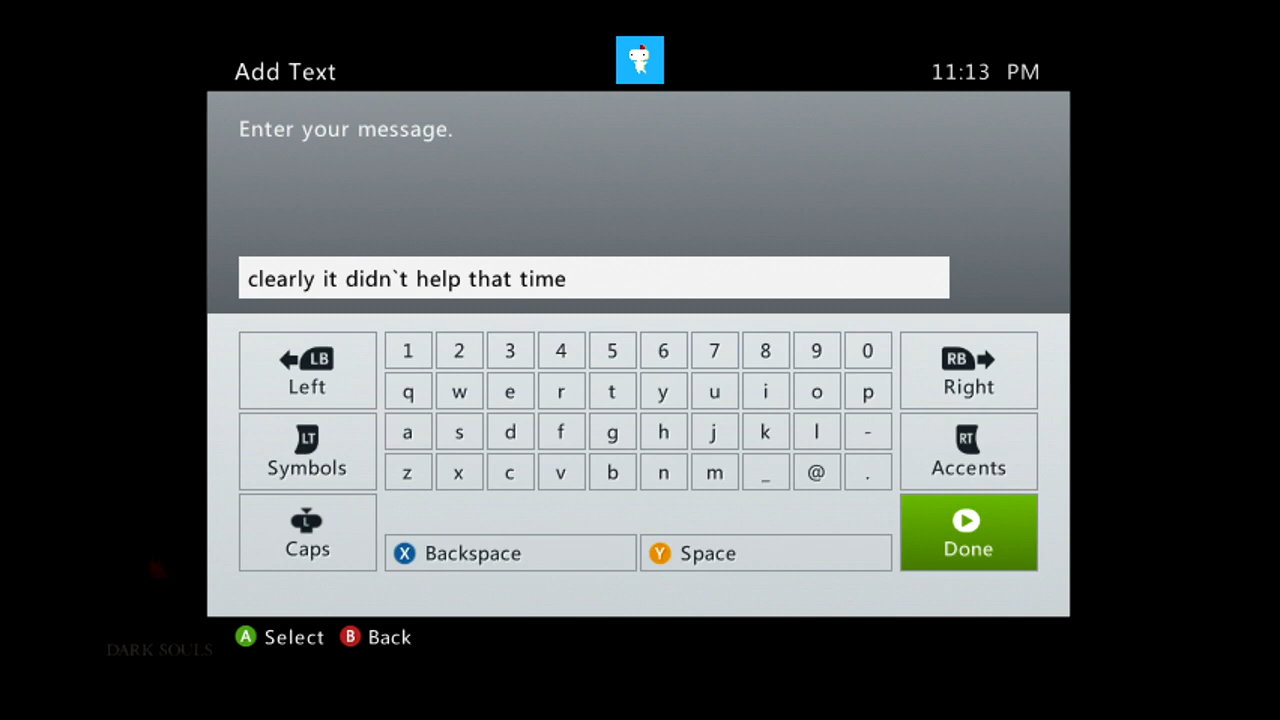 Add Text
11:13 PM
Enter your message.
clearly it didn`t help that time
LB
Left
1 2 3 4 5 6 7 8 9 0
RB
Right
q w e r t y u i o p
LT
Symbols
a s d f g h j k l -
RT
Accents
z x c v b n m _ @ .
L
Caps
X Backspace
Y Space
Done
A Select B Back
DARK SOULS